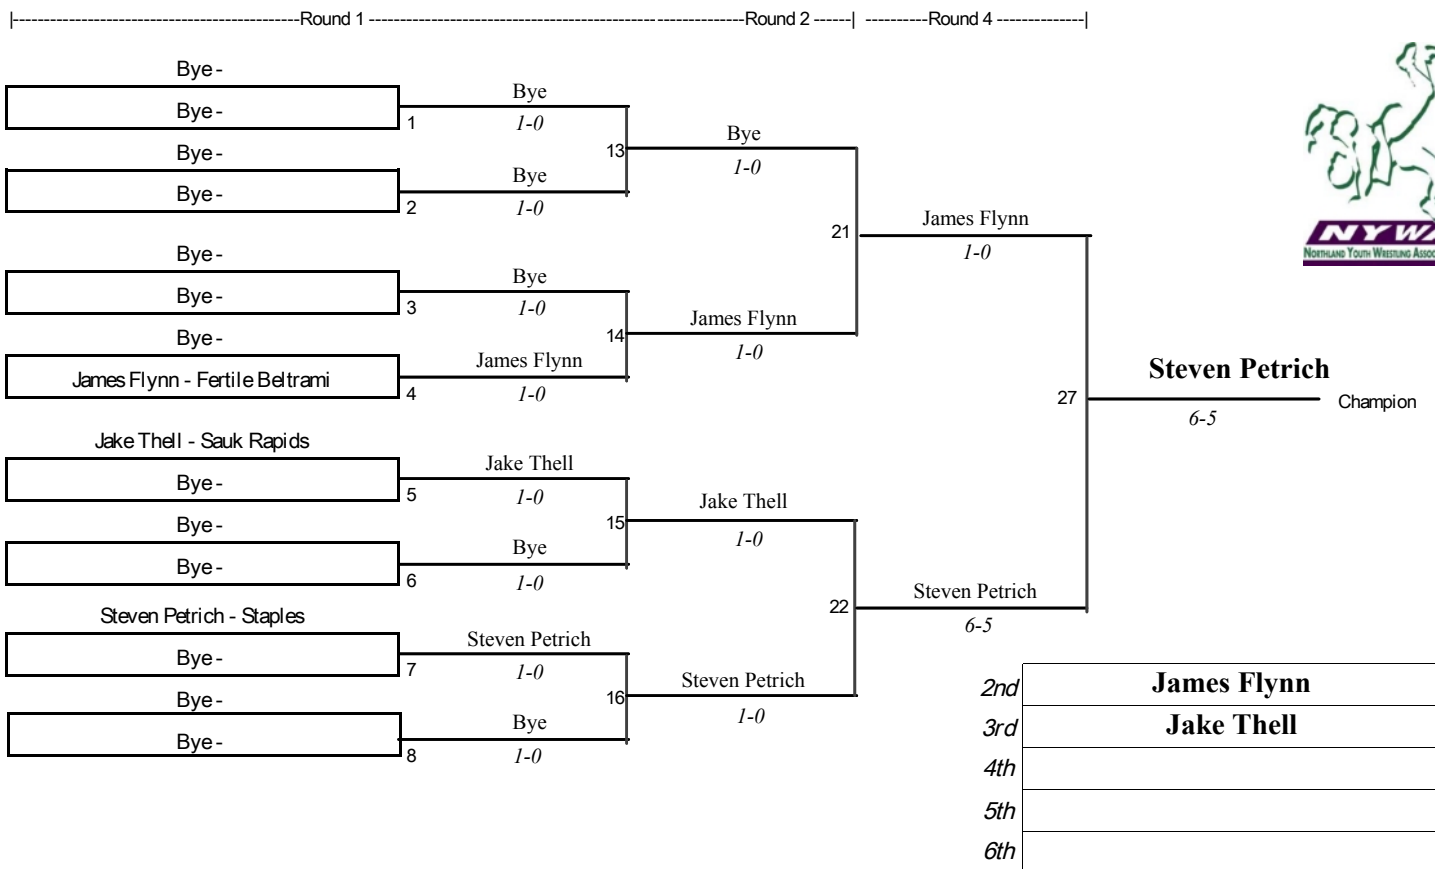 |-----------------------------------------------Round 1 -------------------------------------------------------------Round 2 ------| ----------Round 4 --------------|
Bye -
Bye -
1
Bye
1-0
Bye -
Bye -
2
Bye
1-0
13
Bye
1-0
Bye -
Bye -
3
Bye
1-0
Bye -
James Flynn - Fertile Beltrami
4
James Flynn
1-0
14
James Flynn
1-0
21
James Flynn
1-0
Jake Thell - Sauk Rapids
Bye -
5
Jake Thell
1-0
Bye -
Bye -
6
Bye
1-0
15
Jake Thell
1-0
Steven Petrich - Staples
Bye -
7
Steven Petrich
1-0
Bye -
Bye -
8
Bye
1-0
16
Steven Petrich
1-0
22
Steven Petrich
6-5
27
Steven Petrich
6-5
Champion
NYW
NORTHLAND YOUTH WRESTLING
2nd James Flynn
3rd Jake Thell
4th
5th
6th